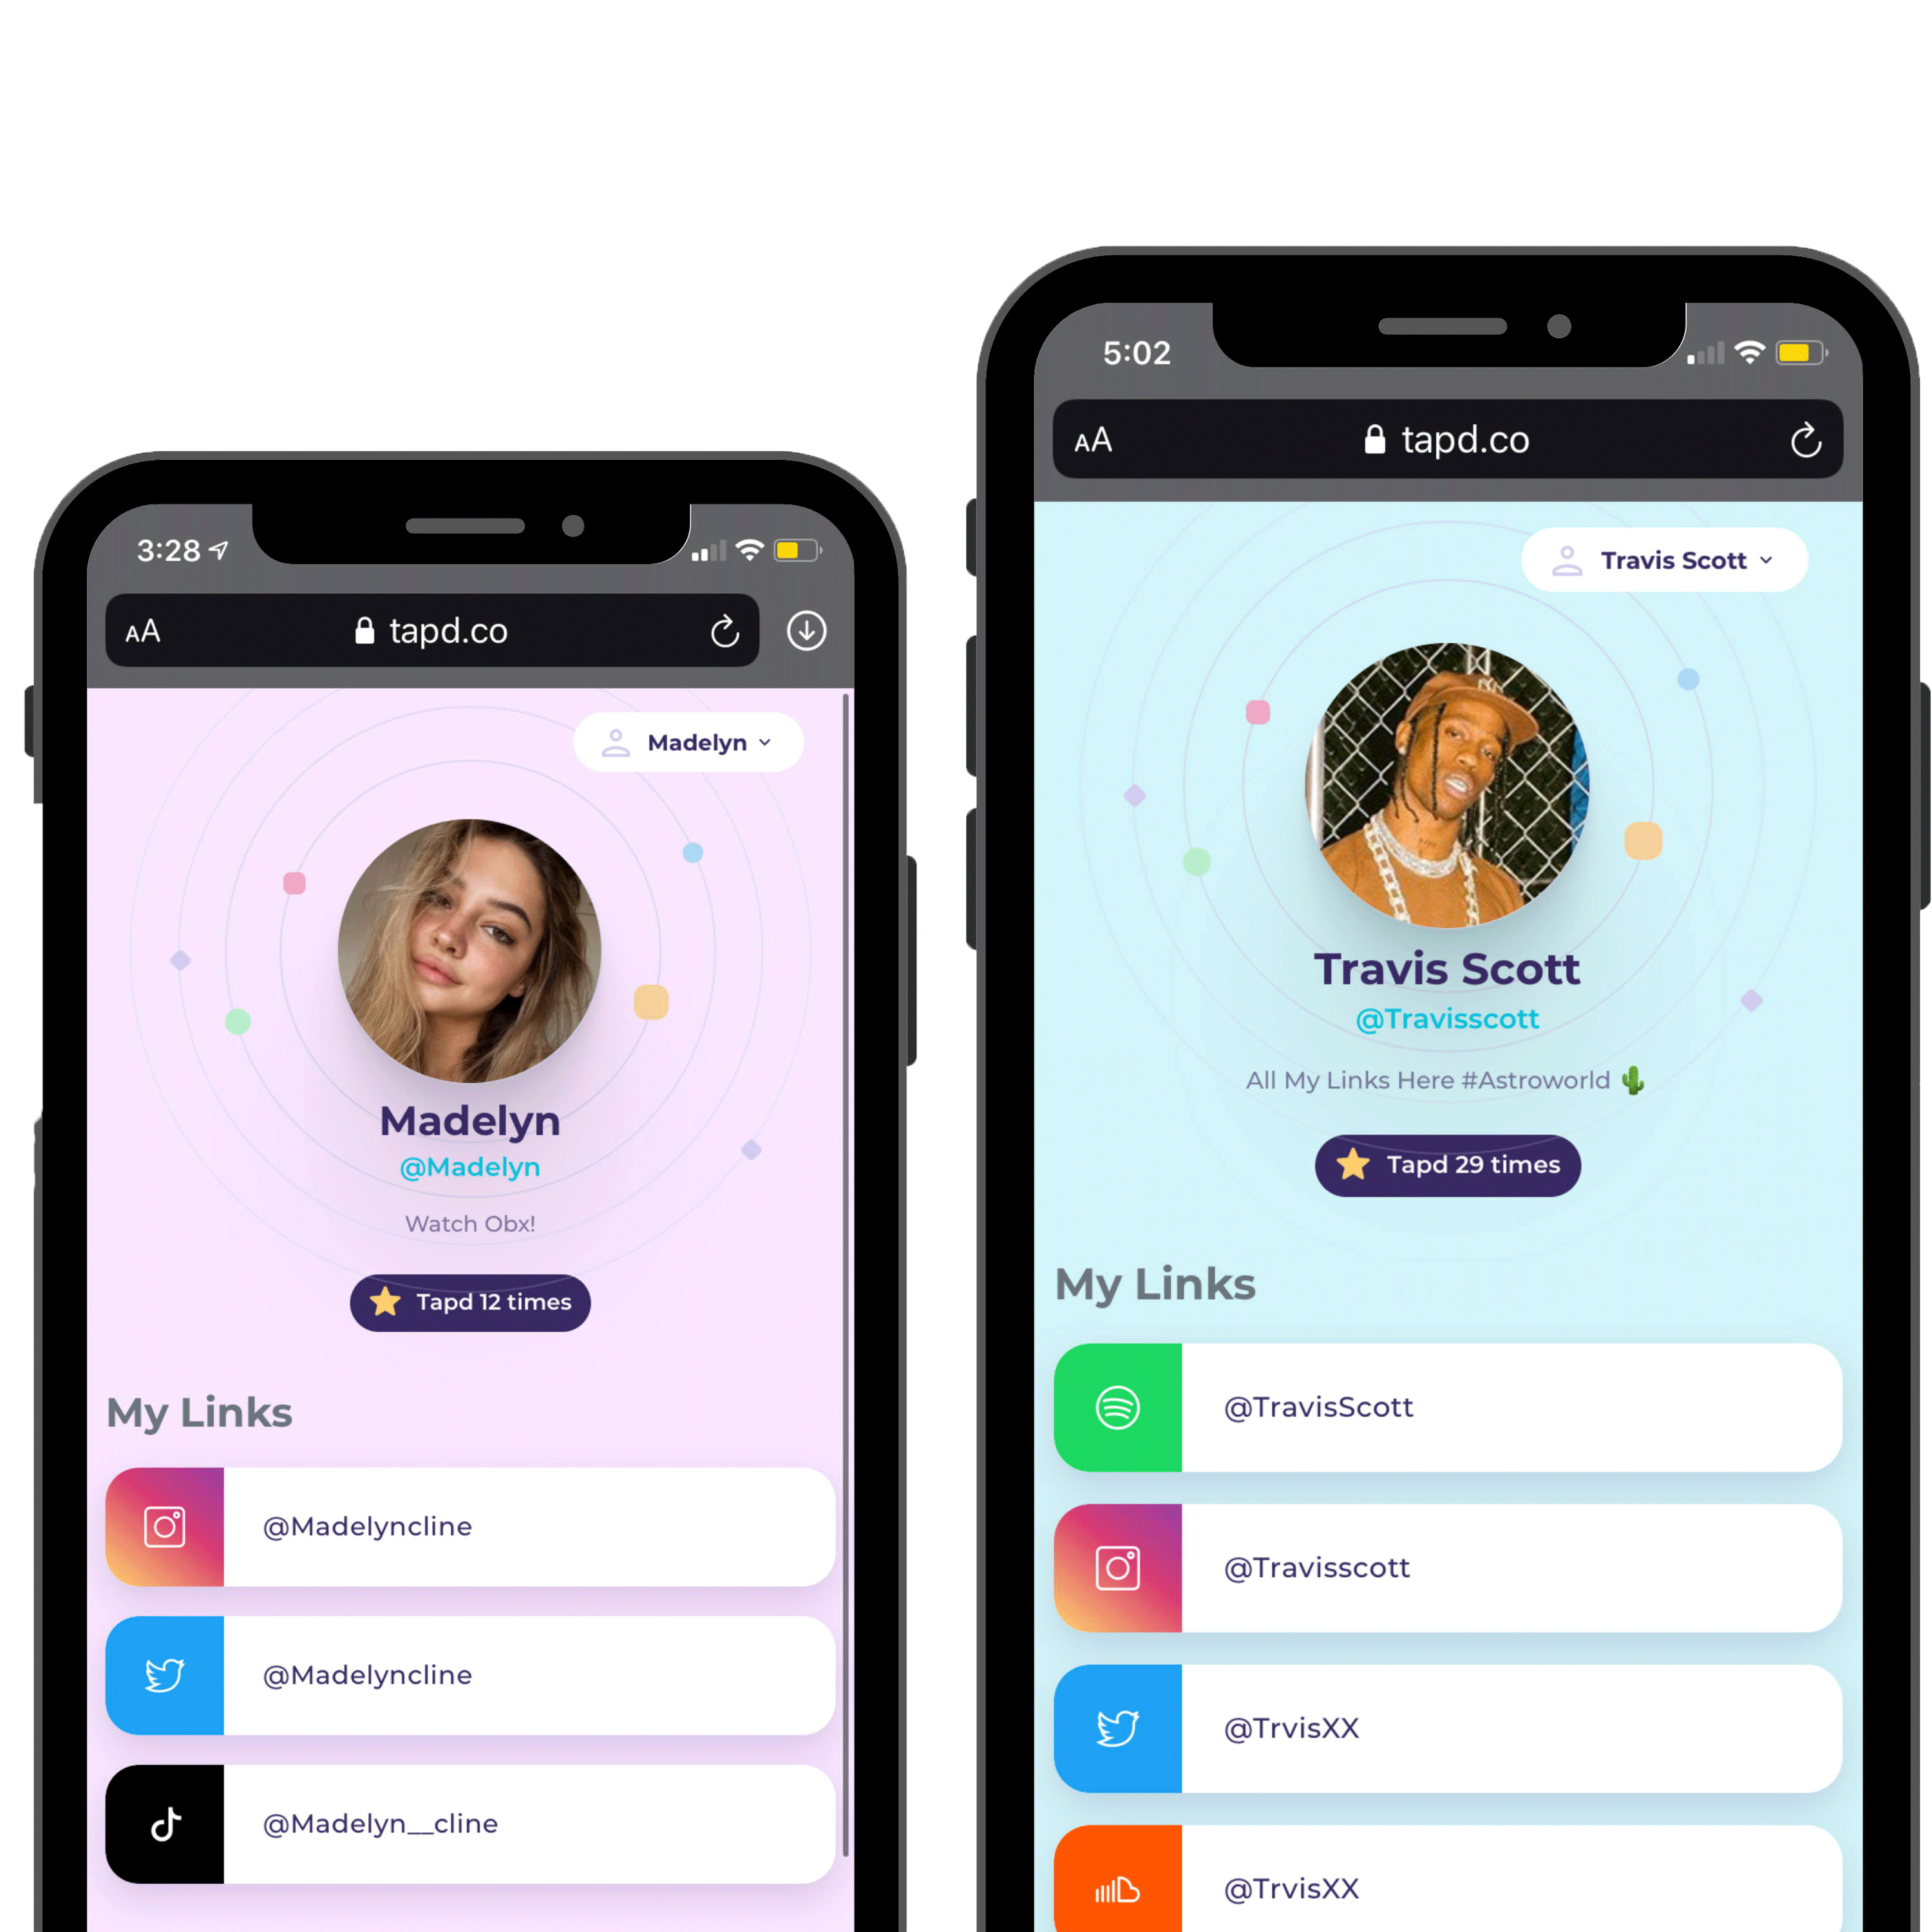 3:28
AA tapd.co
Madelyn
Madelyn
@Madelyn
Watch Obx!
Tapd 12 times
My Links
@Madelyncline
@Madelyncline
@Madelyn__cline
5:02
AA tapd.co
Travis Scott
Travis Scott
@Travisscott
All My Links Here #Astroworld 🌵
Tapd 29 times
My Links
@TravisScott
@Travisscott
@TrvisXX
@TrvisXX